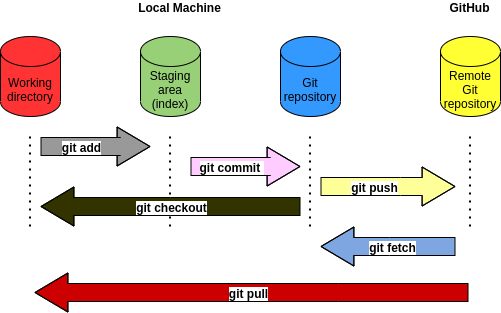 Local Machine
GitHub
Working
directory
Staging
area
(index)
Git
repository
Remote
Git
repository
git add
git commit
git push
git checkout
git fetch
git pull